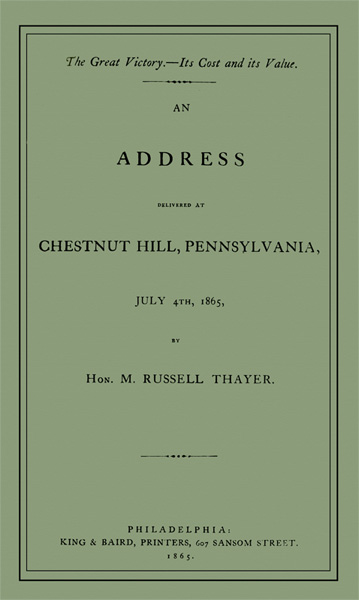 The Great Victory.—Its Cost and its Value.
AN
ADDRESS
DELIVERED AT
CHESTNUT HILL, PENNSYLVANIA,
JULY 4TH, 1865,
BY
HON. M. RUSSELL THAYER.
PHILADELPHIA:
KING & BAIRD, PRINTERS, 607 SANSOM STREET.
1865.